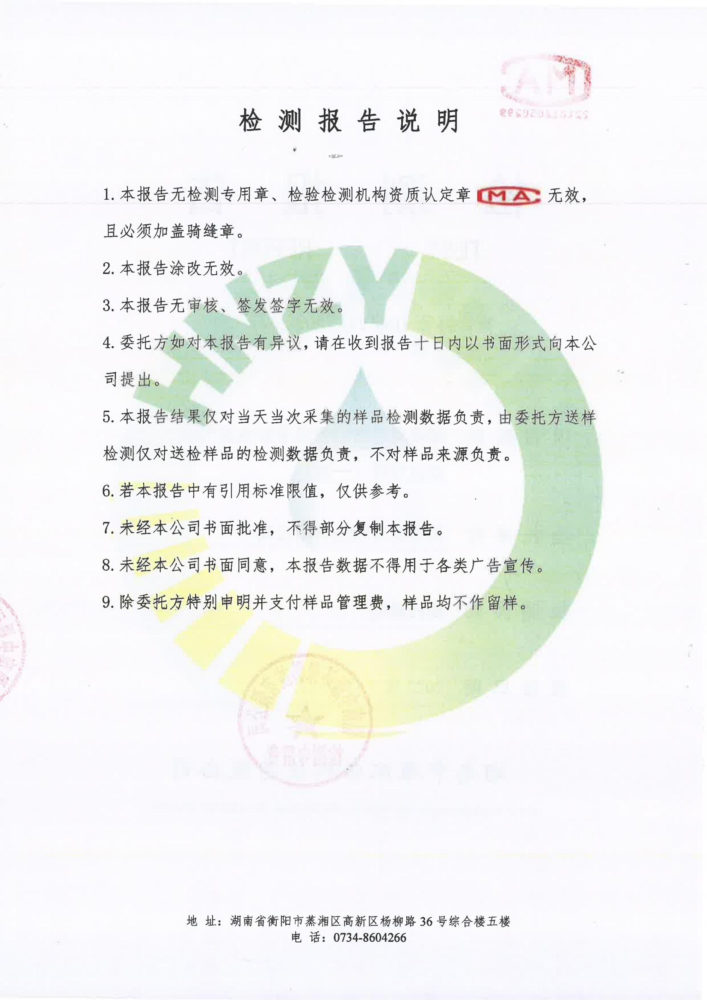 检测报告说明
1. 本报告无检测专用章、检验检测机构资质认定章 MA 无效，
且必须加盖骑缝章。
2. 本报告涂改无效。
3. 本报告无审核、签发签字无效。
4. 委托方如对本报告有异议，请在收到报告十日内以书面形式向本公
司提出。
5. 本报告结果仅对当天当次采集的样品检测数据负责，由委托方送样
检测仅对送检样品的检测数据负责，不对样品来源负责。
6. 若本报告中有引用标准限值，仅供参考。
7. 未经本公司书面批准，不得部分复制本报告。
8. 未经本公司书面同意，本报告数据不得用于各类广告宣传。
9. 除委托方特别申明并支付样品管理费，样品均不作留样。
HNZY
检测专用章
地 址：湖南省衡阳市蒸湘区高新区杨柳路 36 号综合楼五楼
电 话：0734-8604266